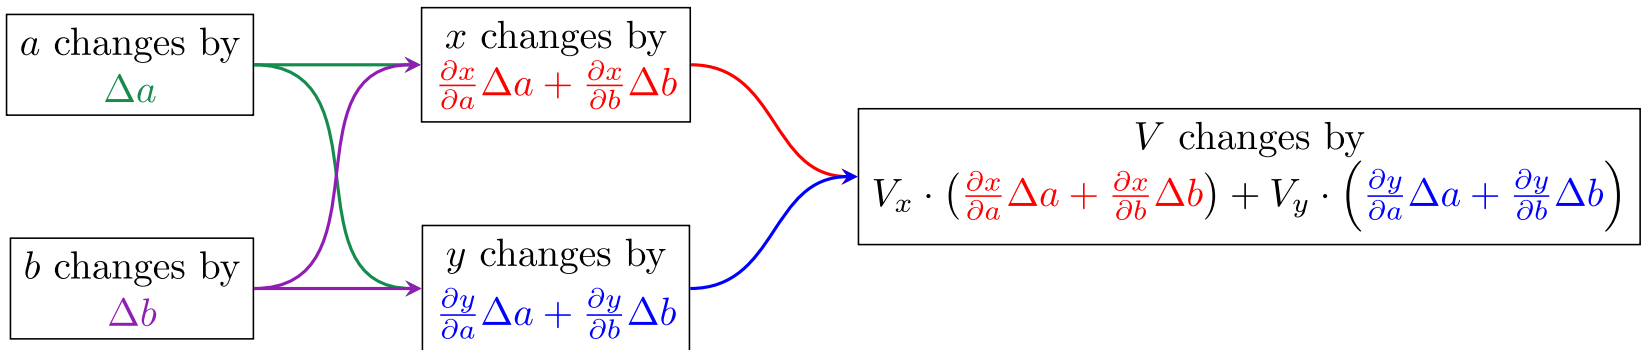 a changes by
Δa
b changes by
Δb
x changes by
∂x/∂a Δa + ∂x/∂b Δb
y changes by
∂y/∂a Δa + ∂y/∂b Δb
V changes by
V_x · (∂x/∂a Δa + ∂x/∂b Δb) + V_y · (∂y/∂a Δa + ∂y/∂b Δb)